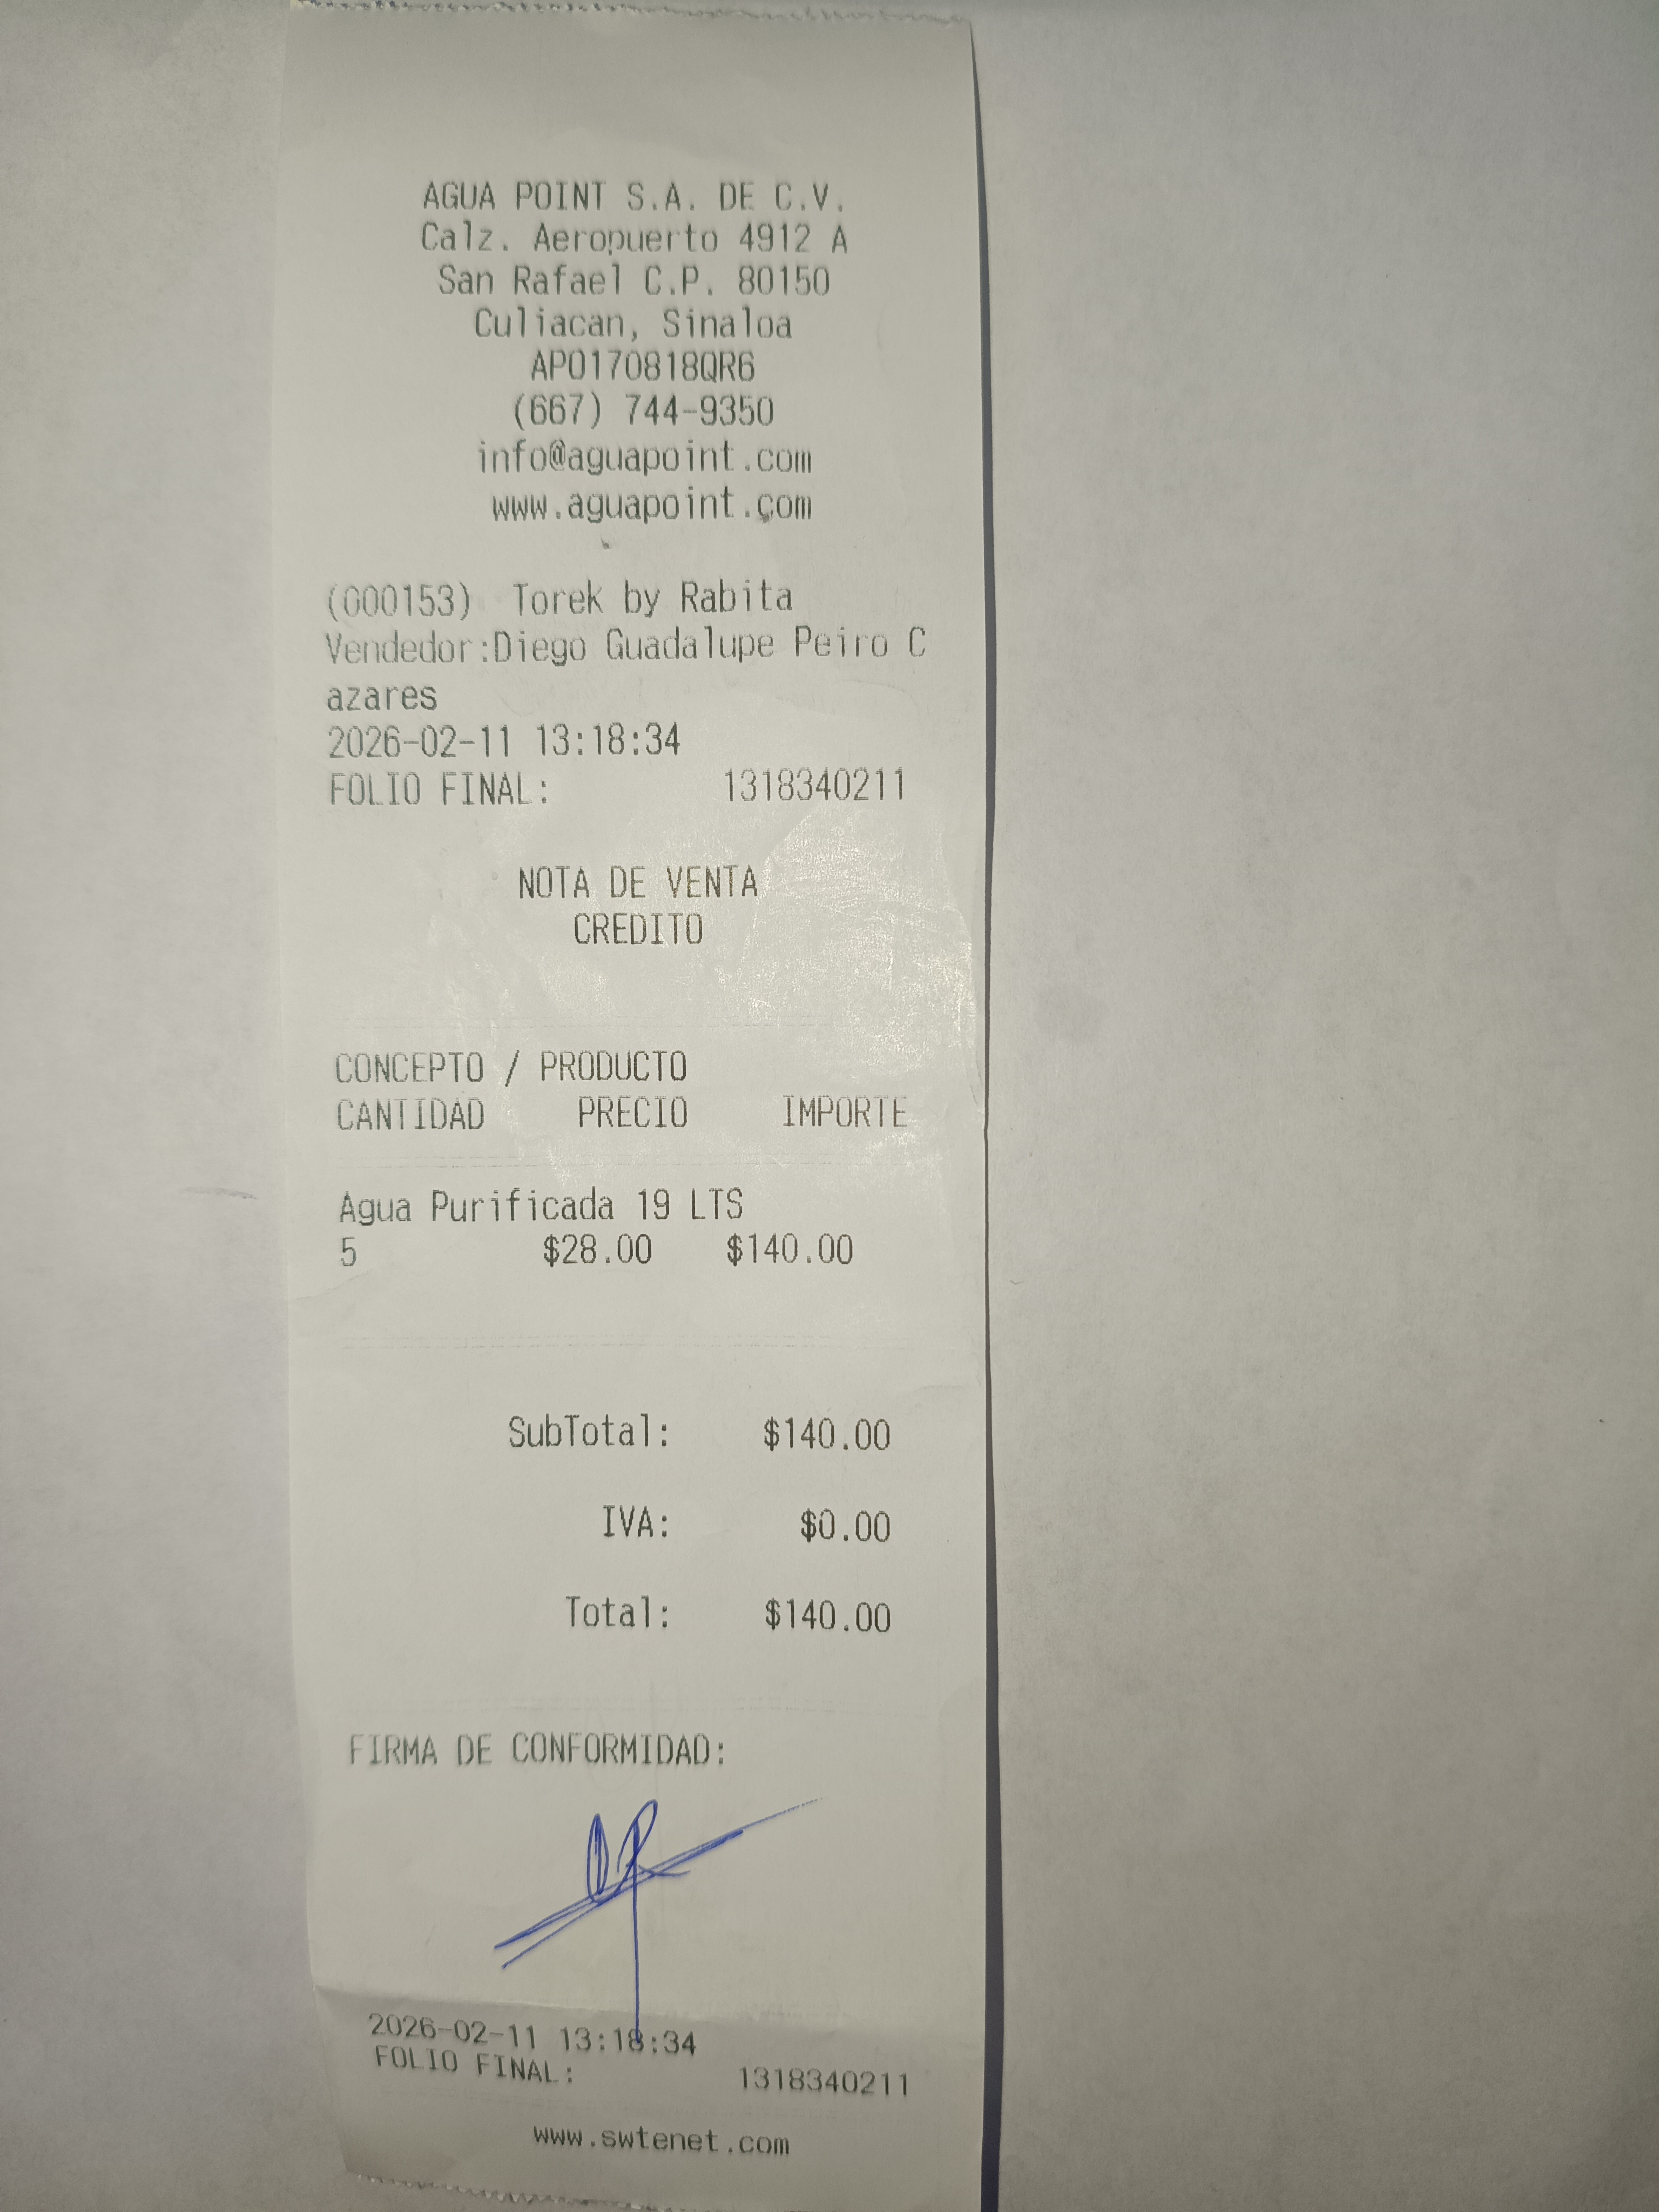 AGUA POINT S.A. DE C.V.
Calz. Aeropuerto 4912 A
San Rafael C.P. 80150
Culiacan, Sinaloa
APO170818QR6
(667) 744-9350
info@aguapoint.com
www.aguapoint.com
(000153) Torek by Rabita
Vendedor:Diego Guadalupe Peiro C
azares
2026-02-11 13:18:34
FOLIO FINAL: 1318340211
NOTA DE VENTA
CREDITO
CONCEPTO / PRODUCTO
CANTIDAD PRECIO IMPORTE
Agua Purificada 19 LTS
5 $28.00 $140.00
SubTotal: $140.00
IVA: $0.00
Total: $140.00
FIRMA DE CONFORMIDAD:
2026-02-11 13:18:34
FOLIO FINAL: 1318340211
www.swtenet.com